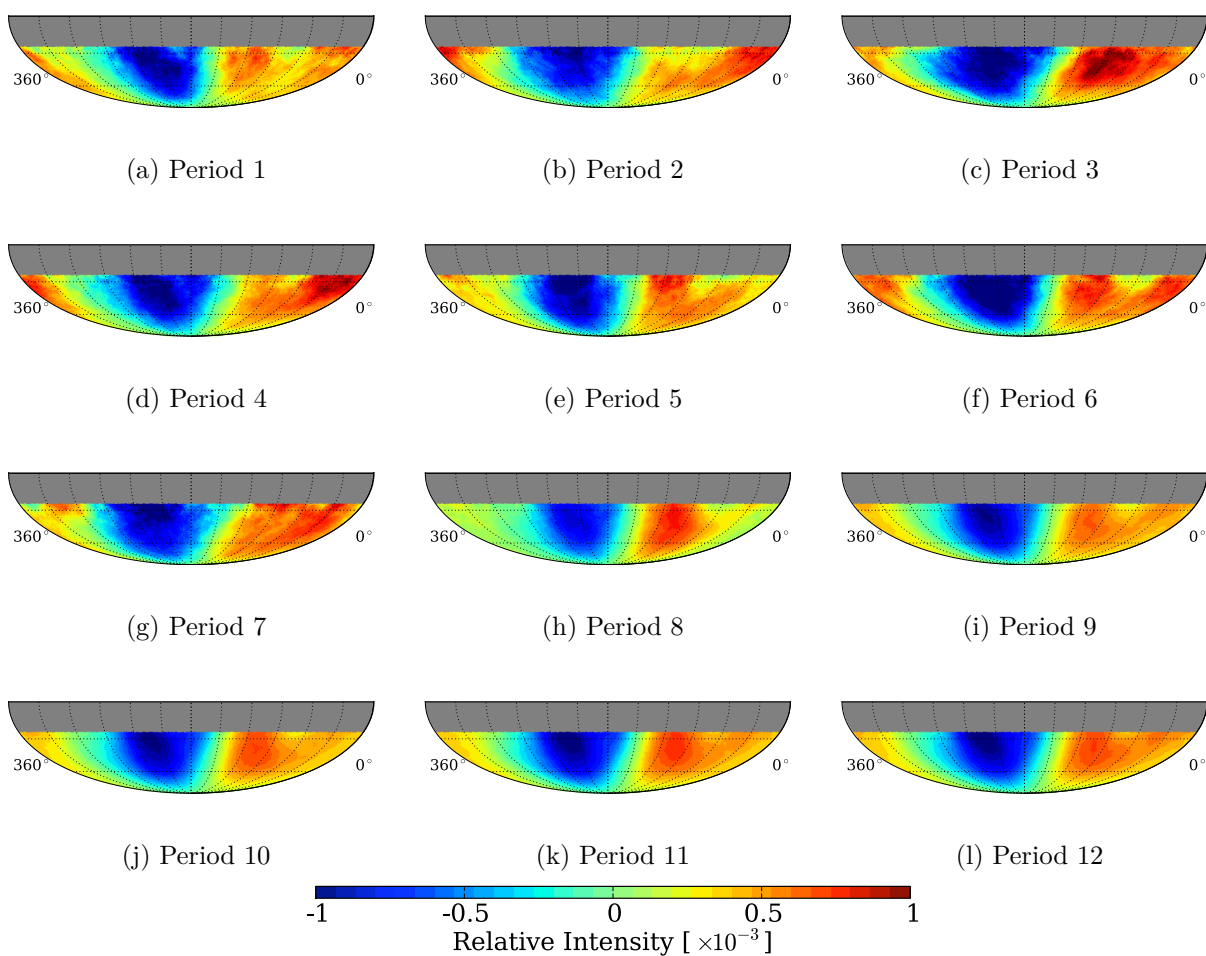 360° 0° 360° 0° 360° 0°
(a) Period 1 (b) Period 2 (c) Period 3
360° 0° 360° 0° 360° 0°
(d) Period 4 (e) Period 5 (f) Period 6
360° 0° 360° 0° 360° 0°
(g) Period 7 (h) Period 8 (i) Period 9
360° 0° 360° 0° 360° 0°
(j) Period 10 (k) Period 11 (l) Period 12
-1 -0.5 0 0.5 1
Relative Intensity [ ×10⁻³ ]